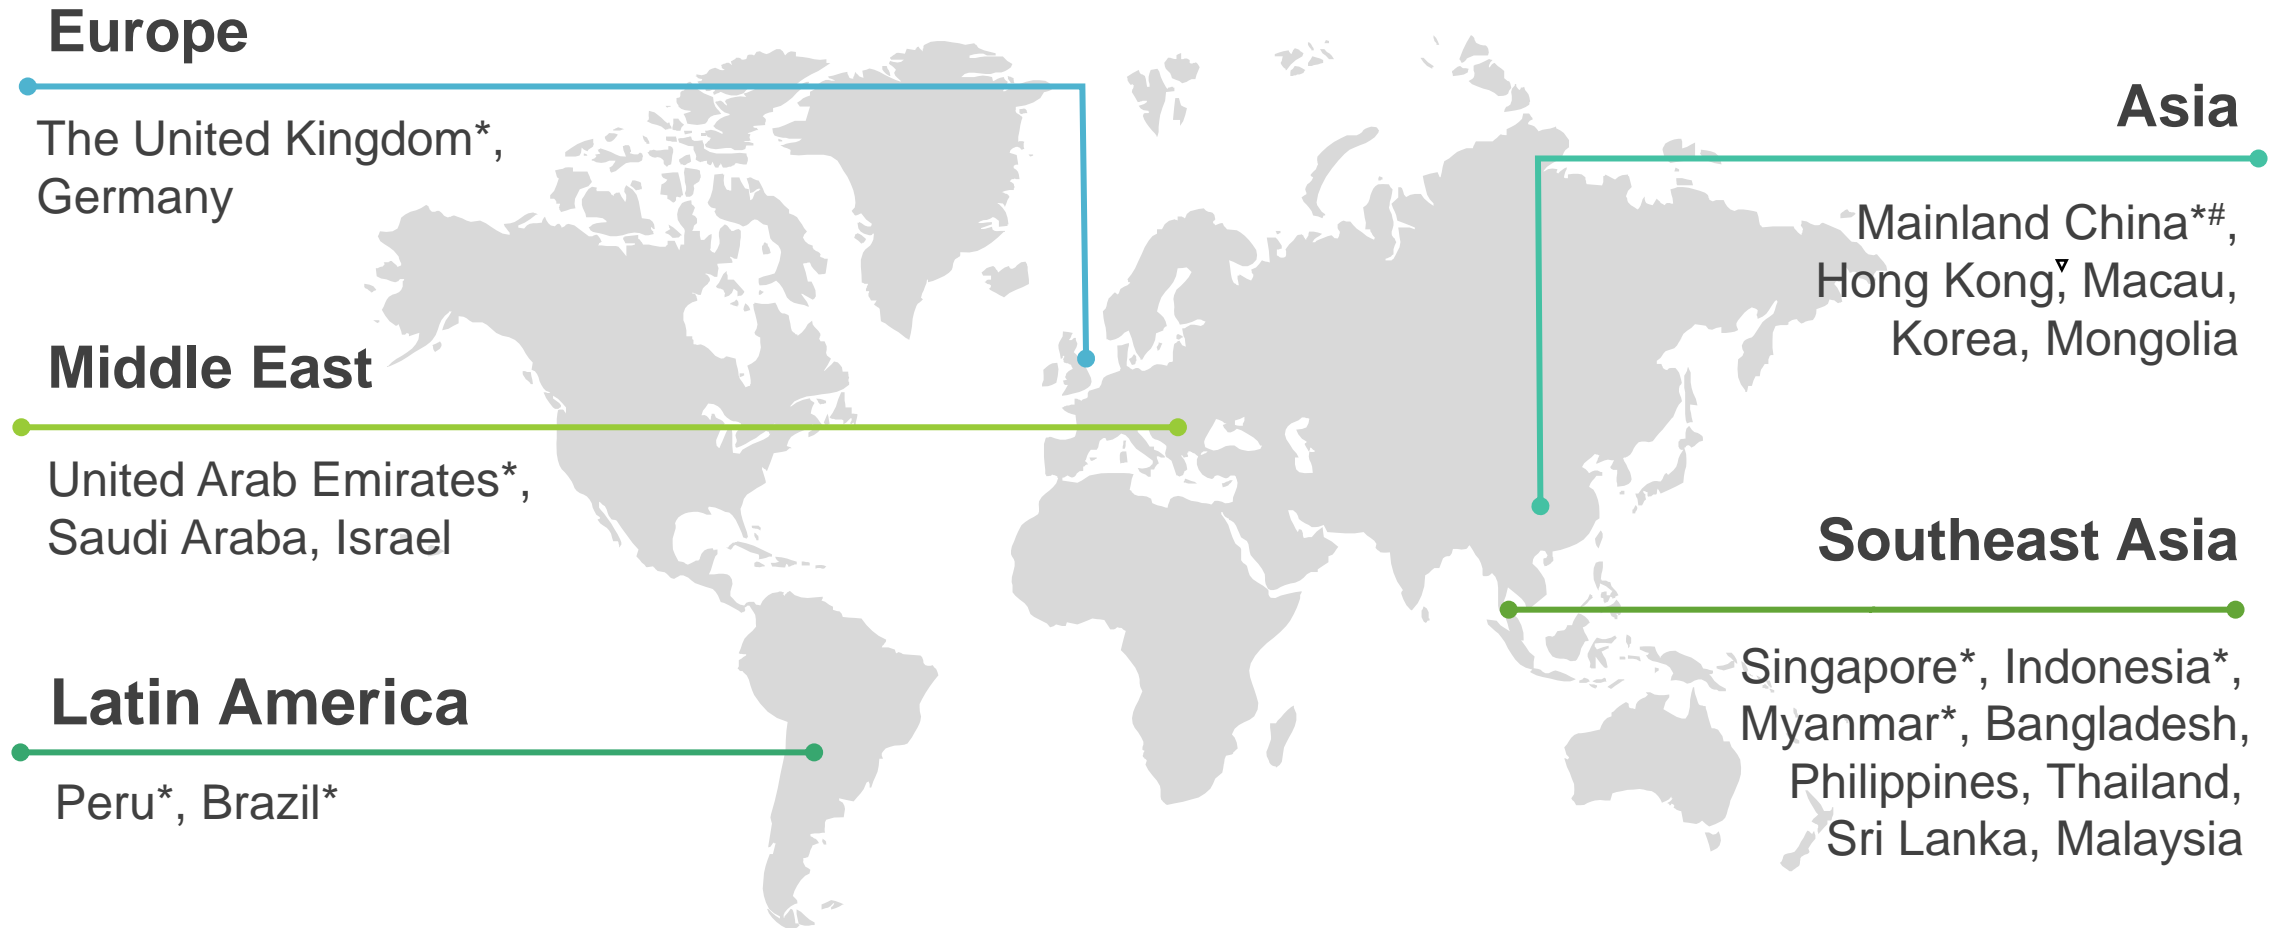 Europe
The United Kingdom*,
Germany
Middle East
United Arab Emirates*,
Saudi Araba, Israel
Latin America
Peru*, Brazil*
Asia
Mainland China*#,
Hong Kong▽, Macau,
Korea, Mongolia
Southeast Asia
Singapore*, Indonesia*,
Myanmar*, Bangladesh,
Philippines, Thailand,
Sri Lanka, Malaysia